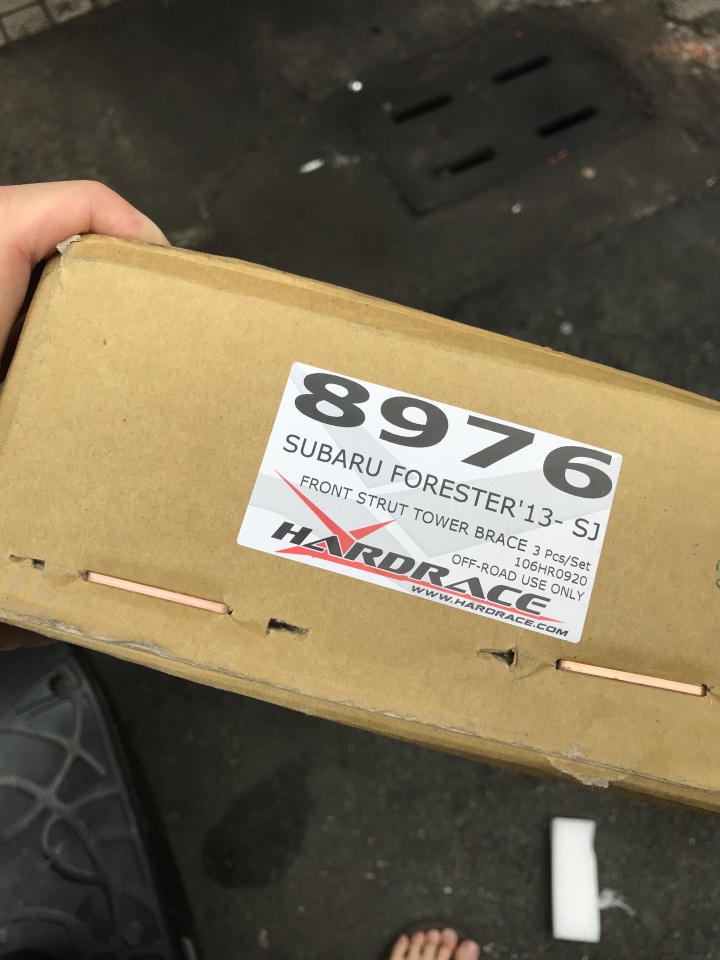 8976
SUBARU FORESTER'13- SJ
FRONT STRUT TOWER BRACE 3 Pcs/Set
106HR0920
OFF-ROAD USE ONLY
HARDRACE
WWW.HARDRACE.COM